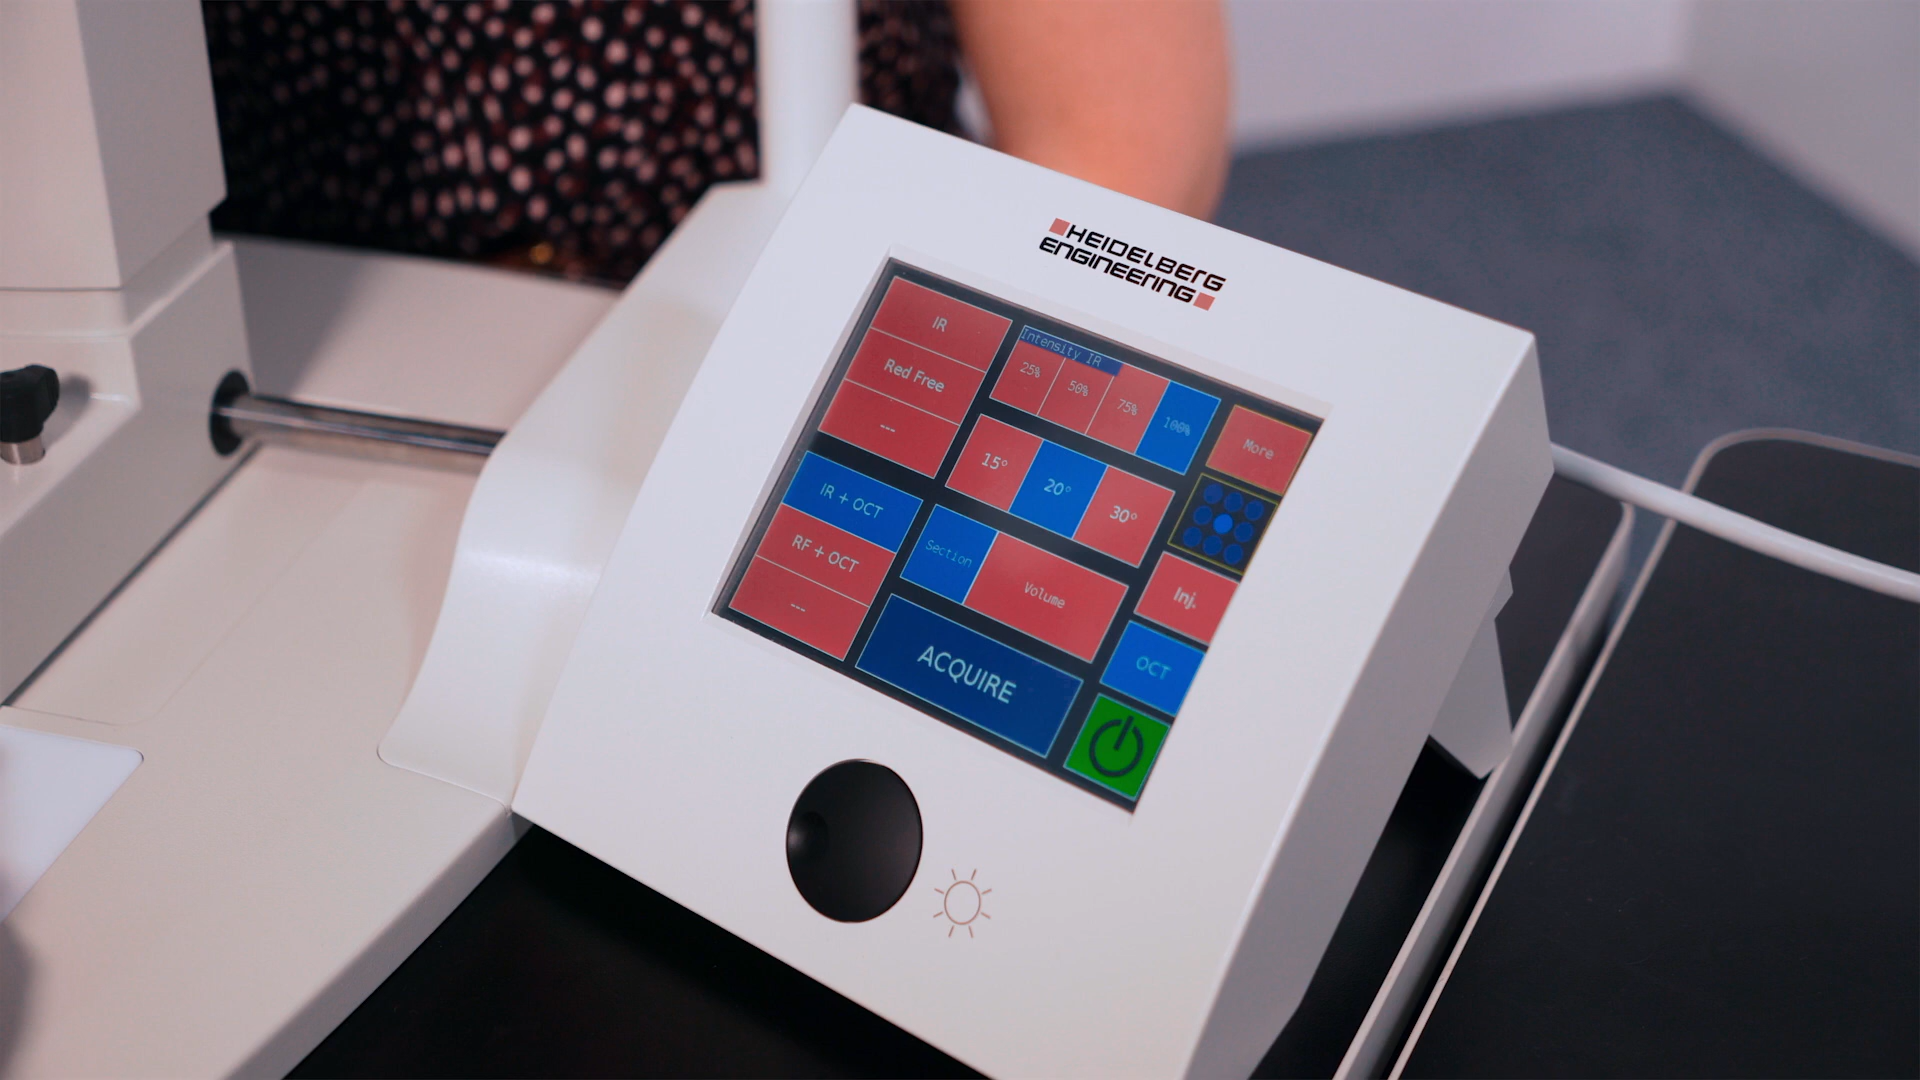 HEIDELBERG
ENGINEERING
IR
Red Free
---
IR + OCT
RF + OCT
---
Intensity IR
25% 50% 75% 100%
15° 20° 30°
Section Volume
ACQUIRE
More
Inj.
OCT